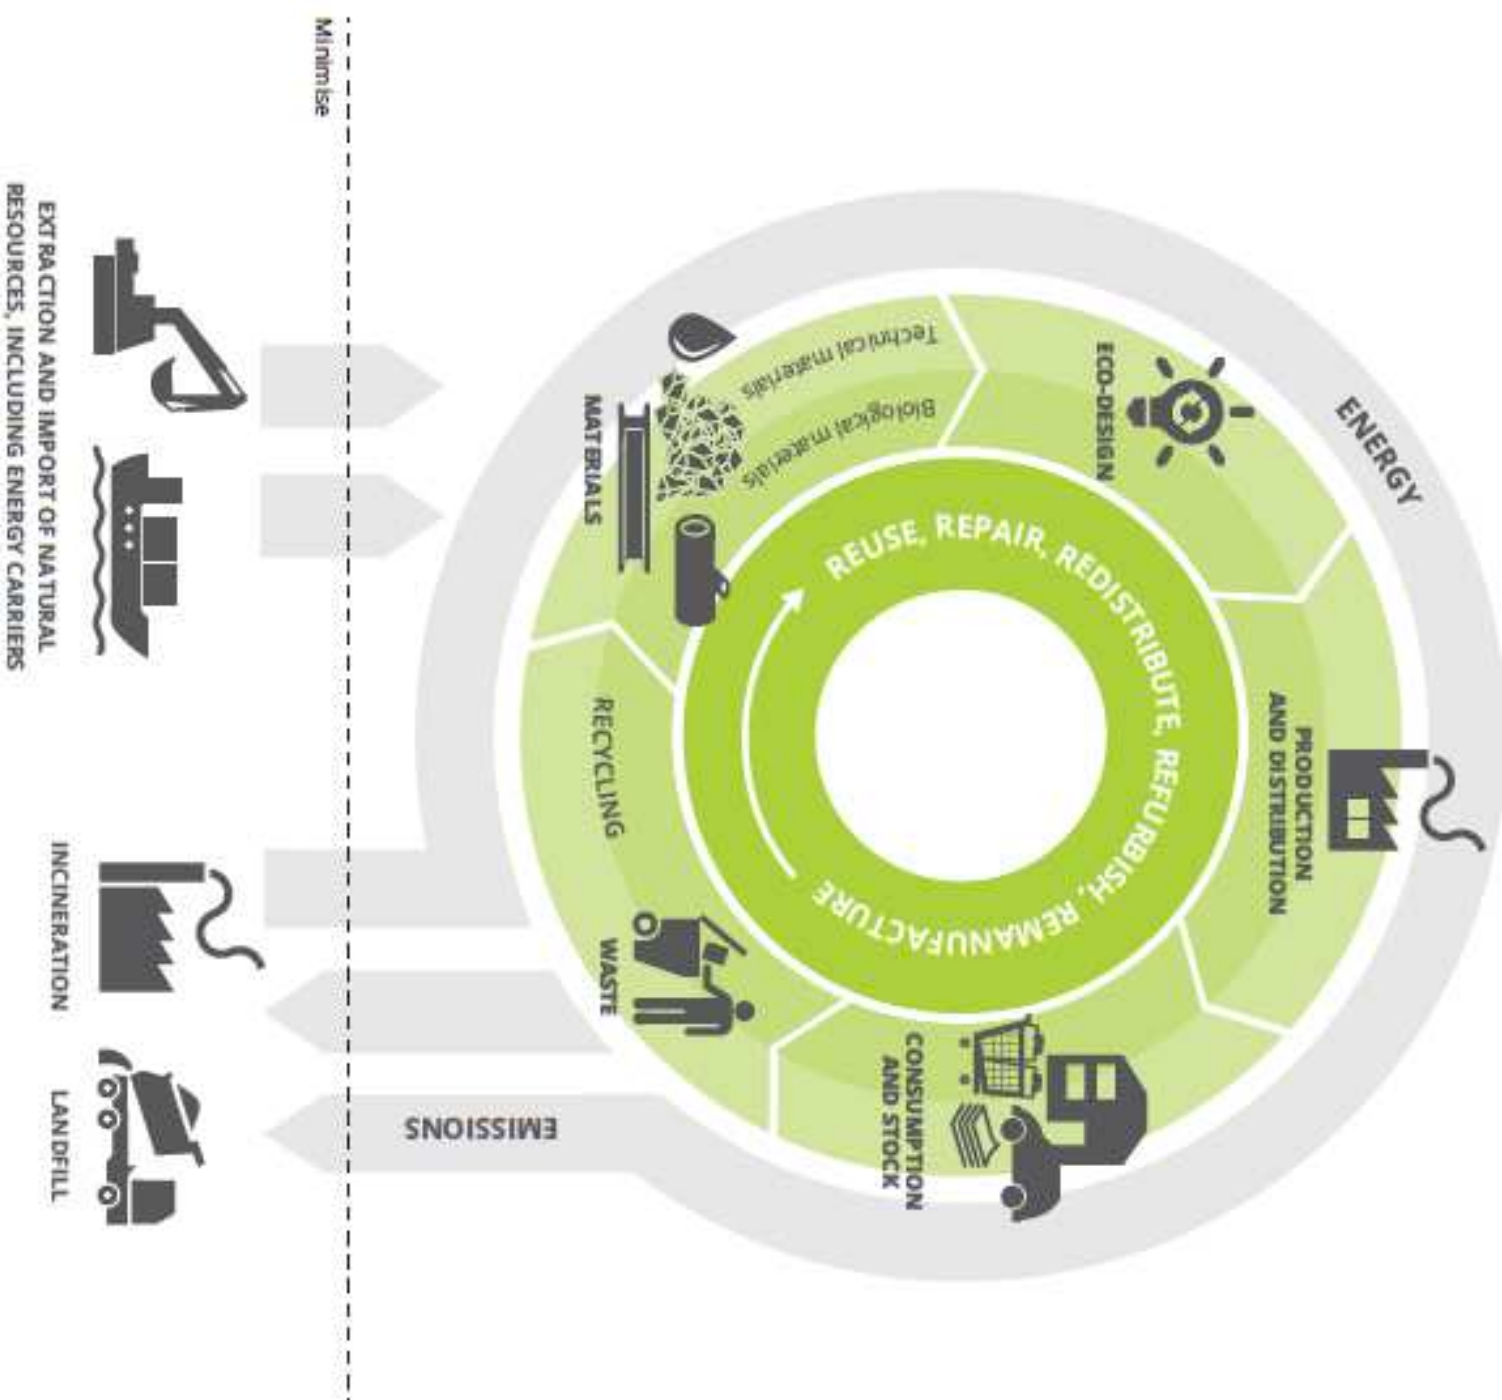 ENERGY
ECO-DESIGN
PRODUCTION
AND DISTRIBUTION
CONSUMPTION
AND STOCK
WASTE
RECYCLING
MATERIALS
Technical materials
Biological materials
REUSE, REPAIR, REDISTRIBUTE, REFURBISH, REMANUFACTURE
EMISSIONS
Minimise
EXTRACTION AND IMPORT OF NATURAL
RESOURCES, INCLUDING ENERGY CARRIERS
INCINERATION
LANDFILL